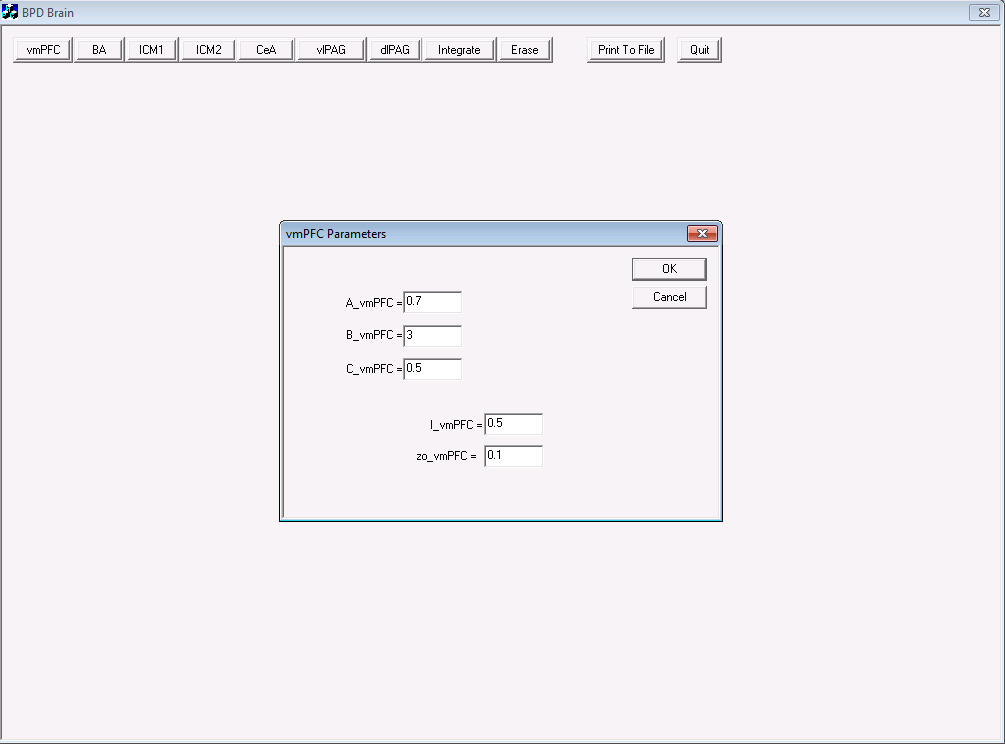 BPD Brain
vmPFC BA ICM1 ICM2 CeA vlPAG dlPAG Integrate Erase Print To File Quit
vmPFC Parameters
OK
Cancel
A_vmPFC = 0.7
B_vmPFC = 3
C_vmPFC = 0.5
I_vmPFC = 0.5
zo_vmPFC = 0.1